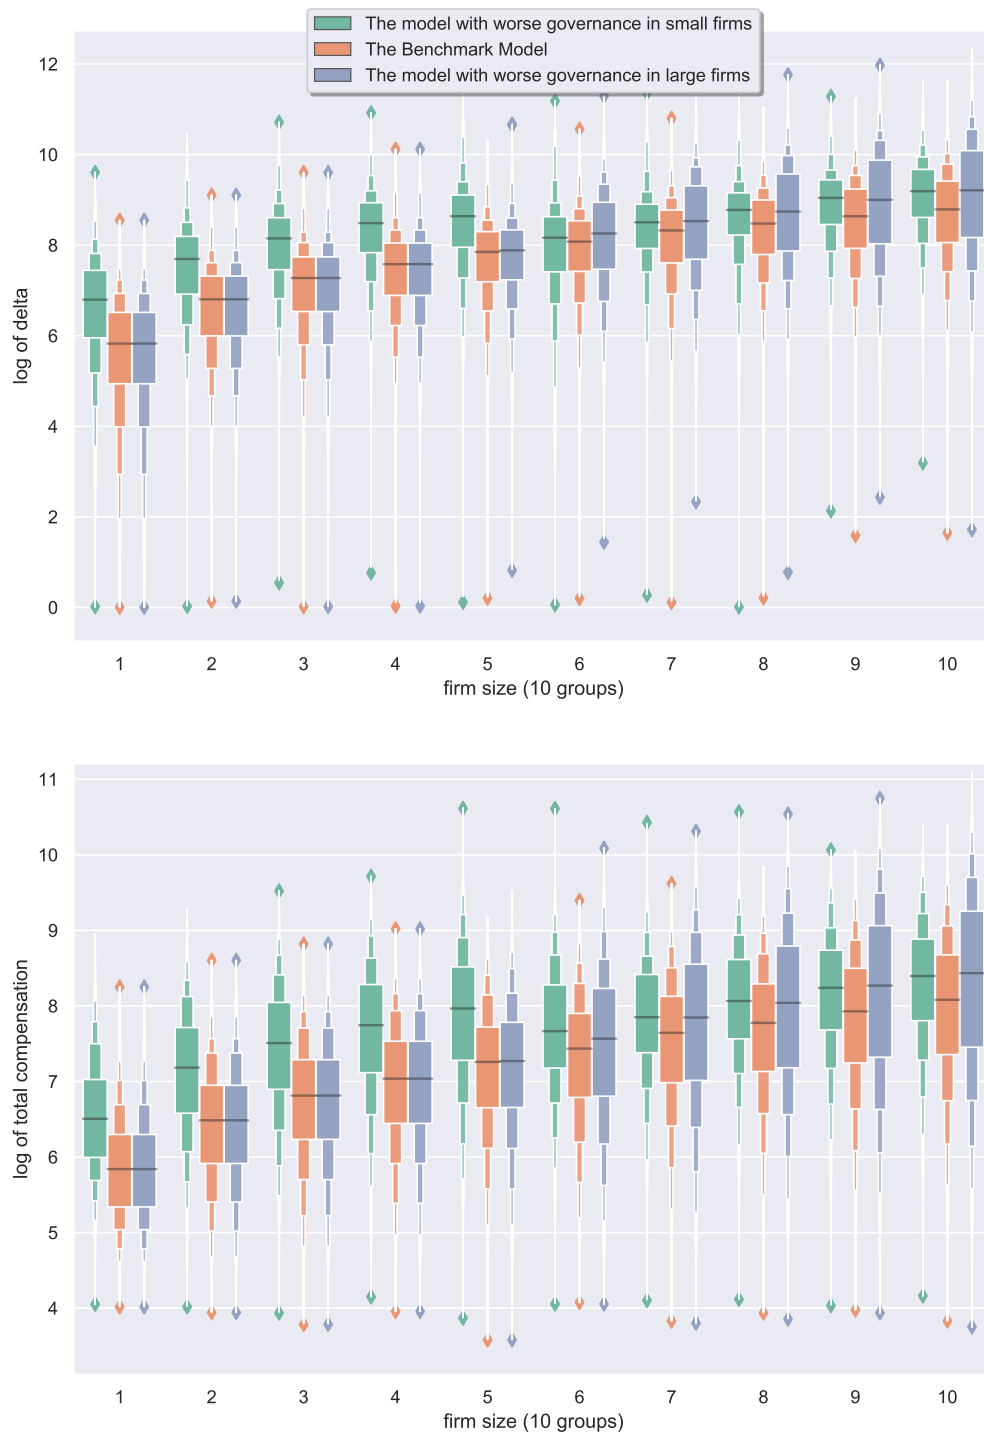 The model with worse governance in small firms
The Benchmark Model
The model with worse governance in large firms
12
10
8
6
4
2
0
log of delta
1 2 3 4 5 6 7 8 9 10
firm size (10 groups)
11
10
9
8
7
6
5
4
log of total compensation
1 2 3 4 5 6 7 8 9 10
firm size (10 groups)